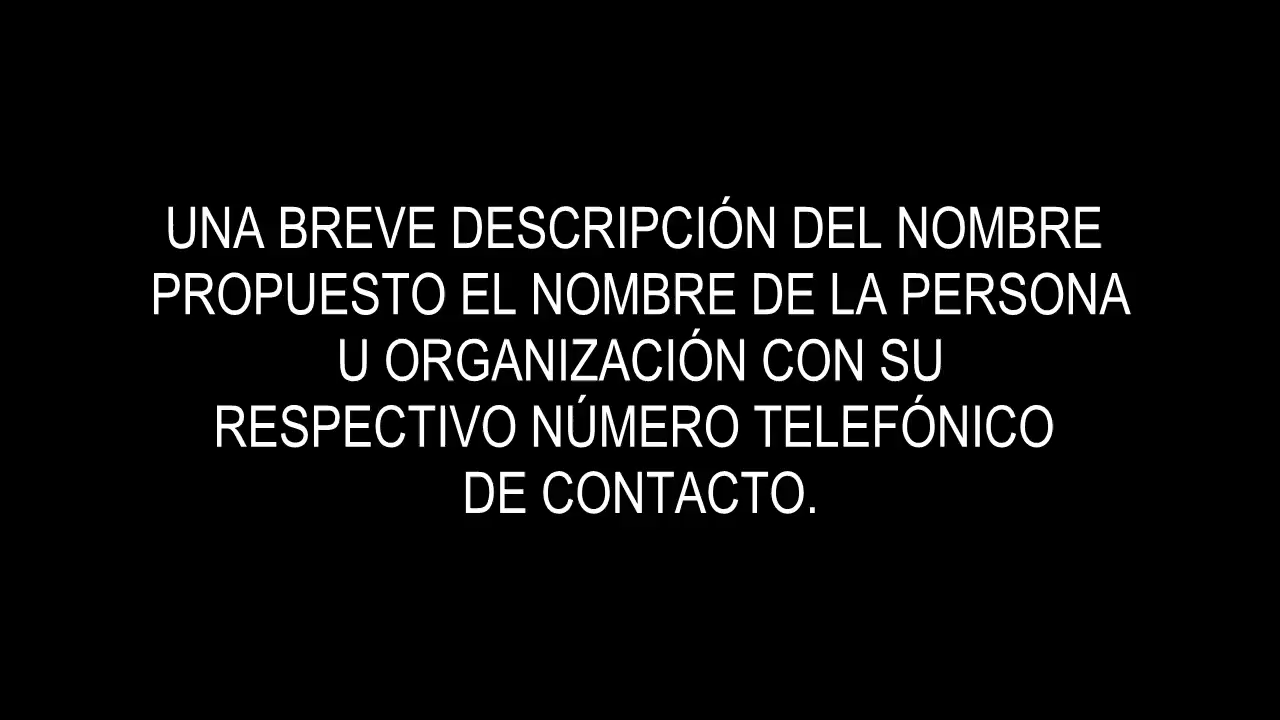 UNA BREVE DESCRIPCIÓN DEL NOMBRE
PROPUESTO EL NOMBRE DE LA PERSONA
U ORGANIZACIÓN CON SU
RESPECTIVO NÚMERO TELEFÓNICO
DE CONTACTO.